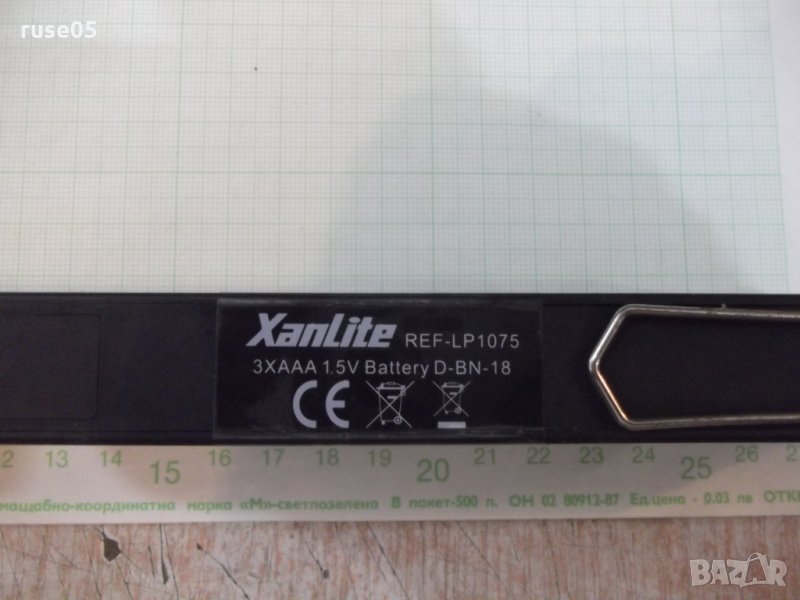 ruse05
XanLite REF-LP1075
3XAAA 1.5V Battery D-BN-18
CE
12 13 14 15 16 17 18 19 20 21 22 23 24 25 26
мащабно-координатна марка «М»-светлозелена В пакет-500 л. ОН 02 80912-87 Ед.цена - 0.03 лв ОТК
BAZAR